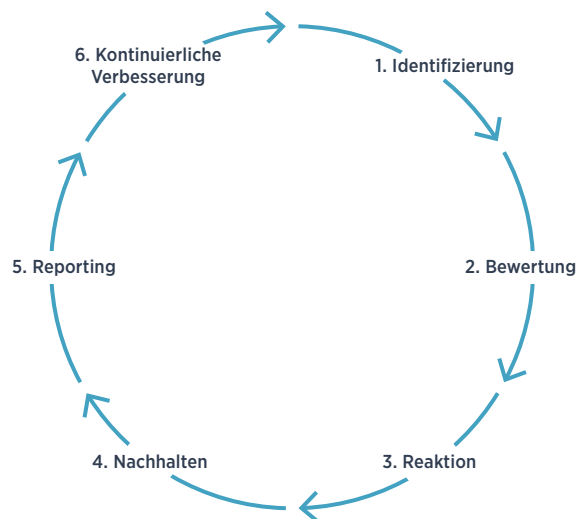 1. Identifizierung
2. Bewertung
3. Reaktion
4. Nachhalten
5. Reporting
6. Kontinuierliche
Verbesserung